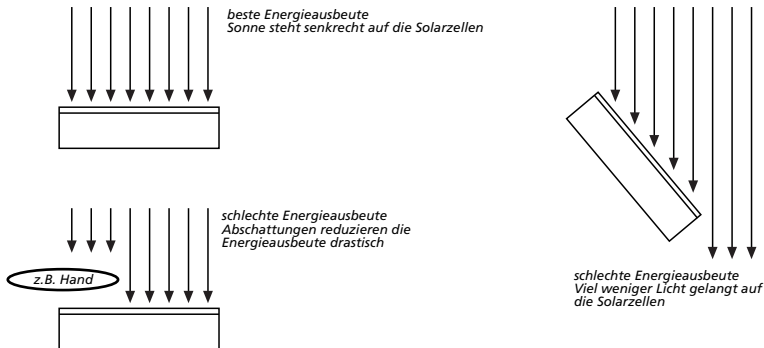 beste Energieausbeute
Sonne steht senkrecht auf die Solarzellen
schlechte Energieausbeute
Abschattungen reduzieren die
Energieausbeute drastisch
z.B. Hand
schlechte Energieausbeute
Viel weniger Licht gelangt auf
die Solarzellen